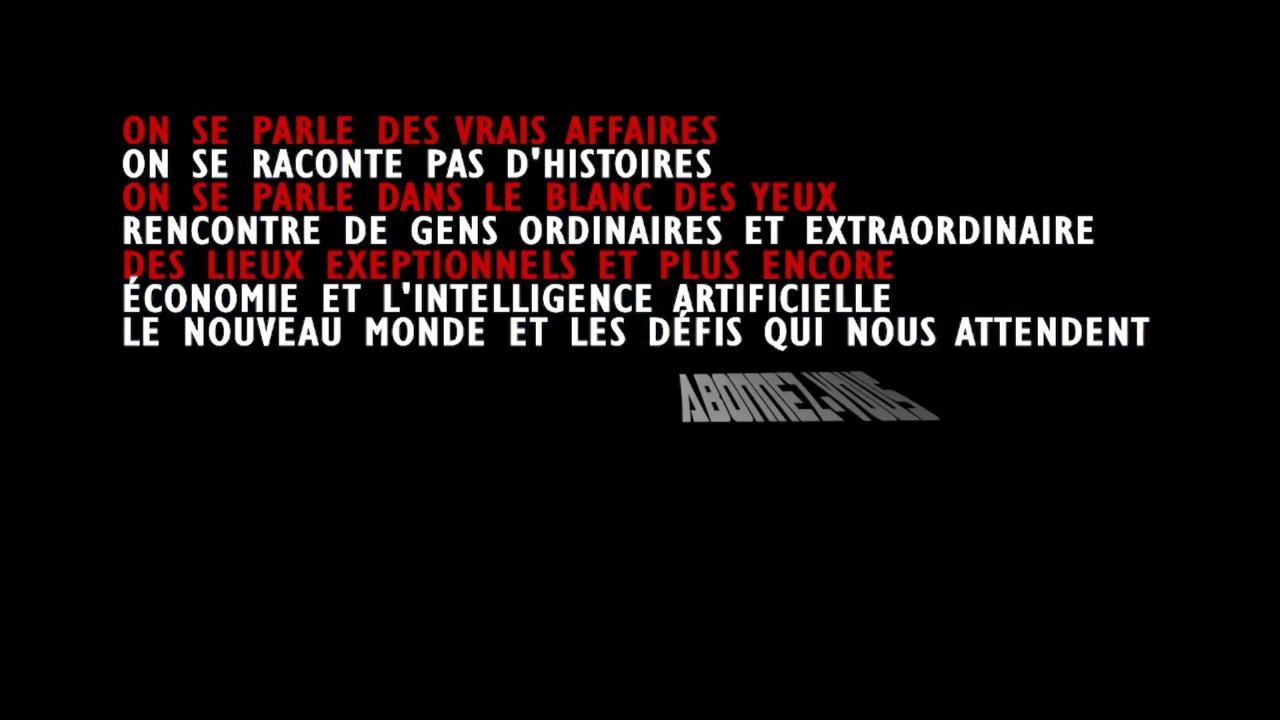 ON SE PARLE DES VRAIS AFFAIRES
ON SE RACONTE PAS D'HISTOIRES
ON SE PARLE DANS LE BLANC DES YEUX
RENCONTRE DE GENS ORDINAIRES ET EXTRAORDINAIRE
DES LIEUX EXEPTIONNELS ET PLUS ENCORE
ÉCONOMIE ET L'INTELLIGENCE ARTIFICIELLE
LE NOUVEAU MONDE ET LES DÉFIS QUI NOUS ATTENDENT
ABONNEZ-VOUS